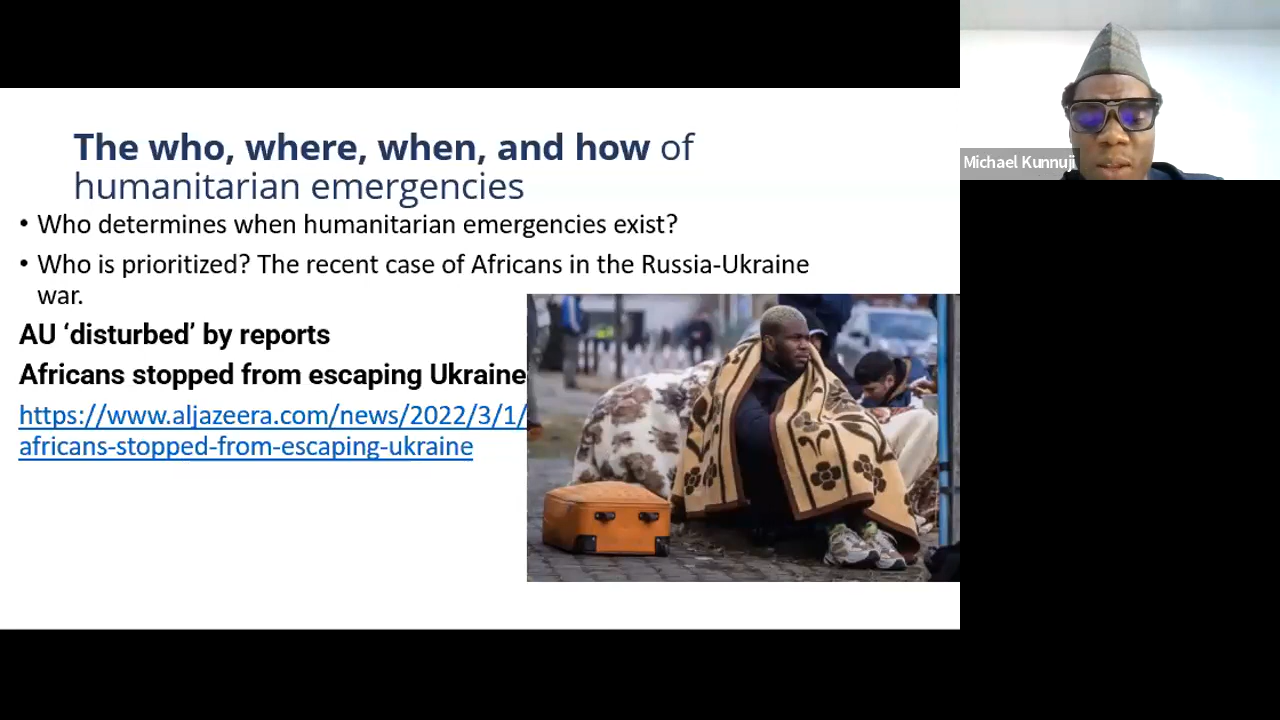 The who, where, when, and how of
humanitarian emergencies
• Who determines when humanitarian emergencies exist?
• Who is prioritized? The recent case of Africans in the Russia-Ukraine
war.
AU ‘disturbed’ by reports
Africans stopped from escaping Ukraine
https://www.aljazeera.com/news/2022/3/1/
africans-stopped-from-escaping-ukraine
Michael Kunnuji